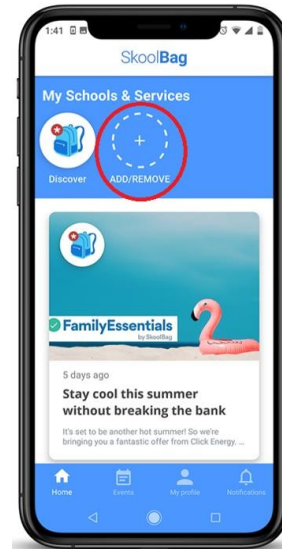 1:41
SkoolBag
My Schools & Services
+
Discover
ADD/REMOVE
FamilyEssentials
by SkoolBag
5 days ago
Stay cool this summer
without breaking the bank
It's set to be another hot summer! So we're
bringing you a fantastic offer from Click Energy. ...
Home
Events
My profile
Notifications